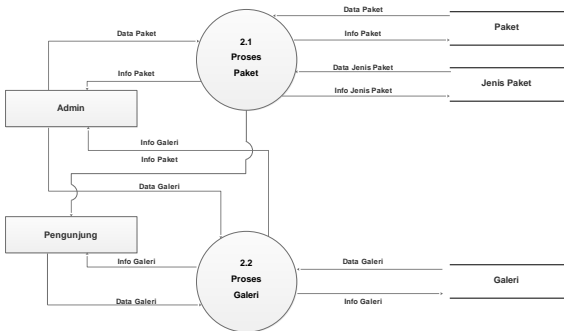 Data Paket
Info Paket
2.1
Proses
Paket
Data Paket
Info Paket
Data Jenis Paket
Info Jenis Paket
Paket
Jenis Paket
Admin
Info Galeri
Info Paket
Data Galeri
Pengunjung
Info Galeri
Data Galeri
2.2
Proses
Galeri
Data Galeri
Info Galeri
Galeri